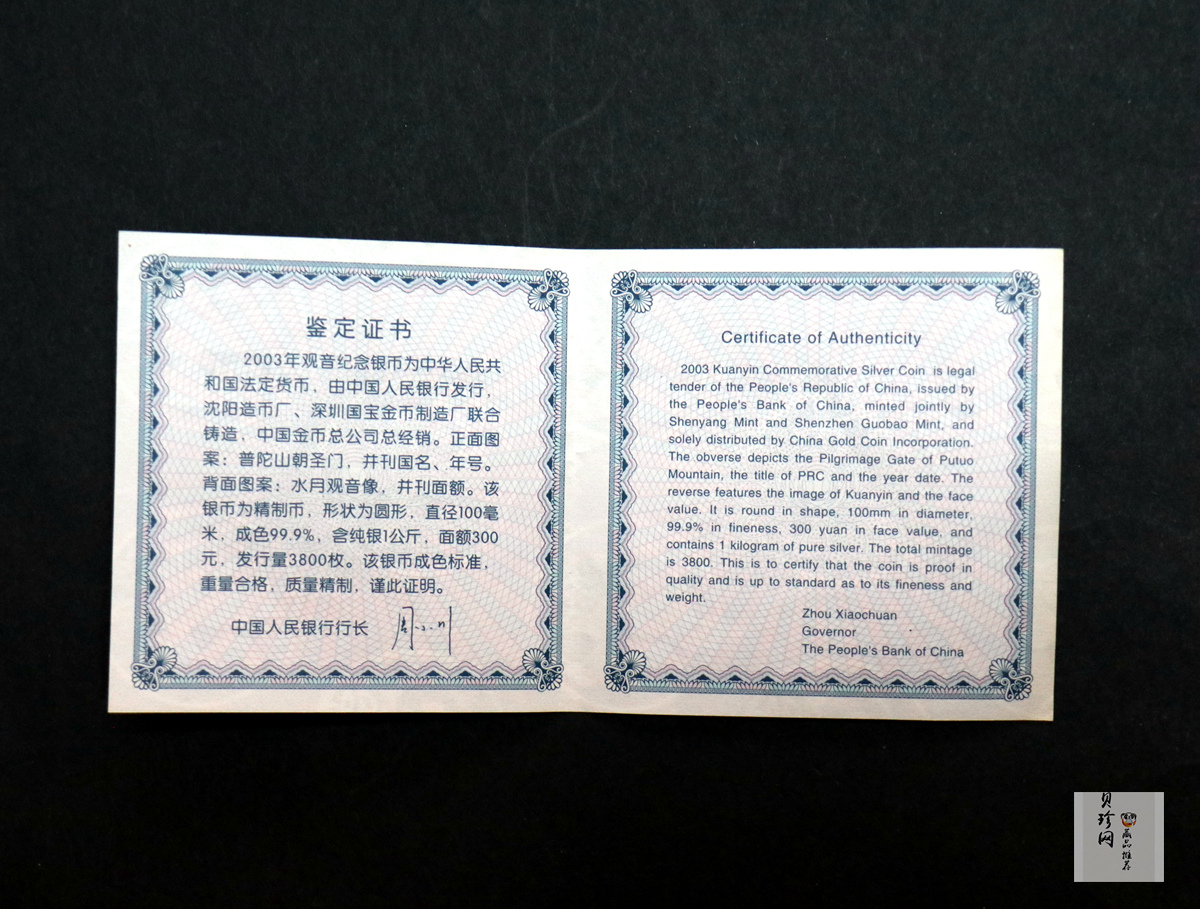 鉴定证书
2003年观音纪念银币为中华人民共
和国法定货币，由中国人民银行发行，
沈阳造币厂、深圳国宝金币制造厂联合
铸造，中国金币总公司总经销。正面图
案：普陀山朝圣门，并刊国名、年号。
背面图案：水月观音像，并刊面额。该
银币为精制币，形状为圆形，直径100毫
米，成色99.9%，含纯银1公斤，面额300
元，发行量3800枚。该银币成色标准，
重量合格，质量精制，谨此证明。
中国人民银行行长 周小川
Certificate of Authenticity
2003 Kuanyin Commemorative Silver Coin is legal
tender of the People's Republic of China, issued by
the People's Bank of China, minted jointly by
Shenyang Mint and Shenzhen Guobao Mint, and
solely distributed by China Gold Coin Incorporation.
The obverse depicts the Pilgrimage Gate of Putuo
Mountain, the title of PRC and the year date. The
reverse features the image of Kuanyin and the face
value. It is round in shape, 100mm in diameter,
99.9% in fineness, 300 yuan in face value, and
contains 1 kilogram of pure silver. The total mintage
is 3800. This is to certify that the coin is proof in
quality and is up to standard as to its fineness and
weight.
Zhou Xiaochuan
Governor
The People's Bank of China
贝珍网
藏品推荐